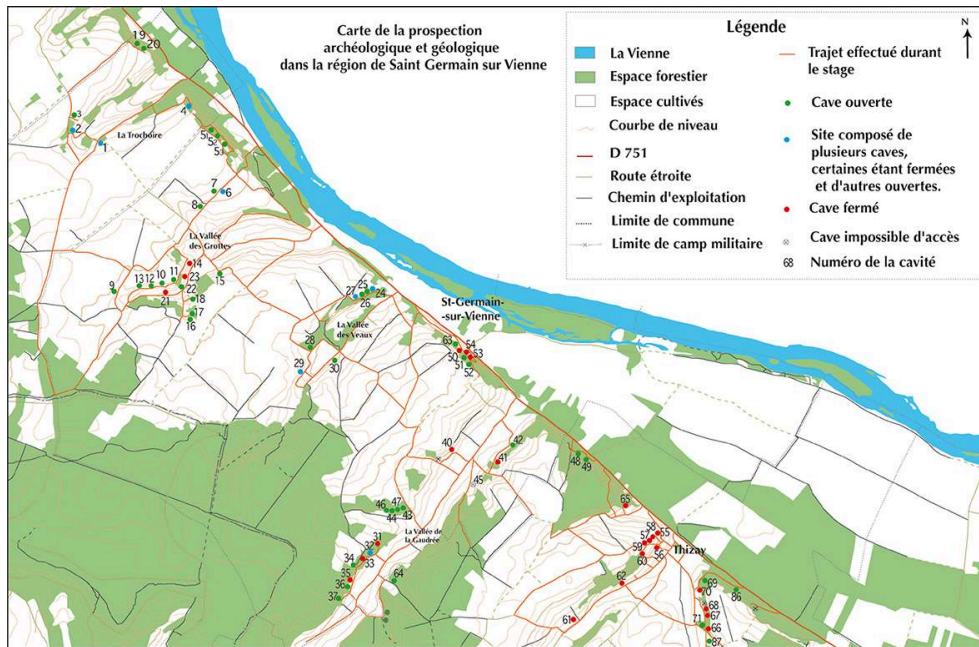 Carte de la prospection
archéologique et géologique
dans la région de Saint Germain sur Vienne
Légende
N
La Vienne
Espace forestier
Espace cultivés
Courbe de niveau
D 751
Route étroite
Chemin d'exploitation
Limite de commune
Limite de camp militaire
Trajet effectué durant
le stage
Cave ouverte
Site composé de
plusieurs caves,
certaines étant fermées
et d'autres ouvertes.
Cave fermé
Cave impossible d'accès
68 Numéro de la cavité
19
20
3
2
La Trochoire
1
4
51
52
53
7
6
8
La Vallée
des Grottes
14
23
9
13 12 10 11
22
21
15
18
17
16
27 25
26
24
St-Germain-
-sur-Vienne
La Vallée
des Veaux
28
29
30
63
54
50
53
51
52
40
42
41
45
48
49
46
47
44
43
La Vallée de
la Gaudrée
31
32
33
34
35
36
37
64
65
58
55
57
59
56
60
Thizay
62
61
69
70
86
68
67
71
66
87